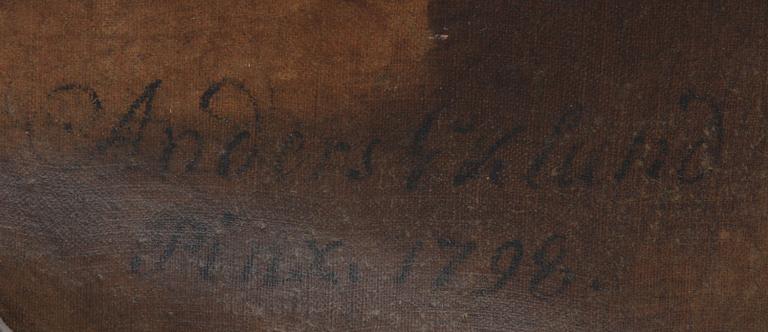 Anders Eklund
Pinx. 1798.